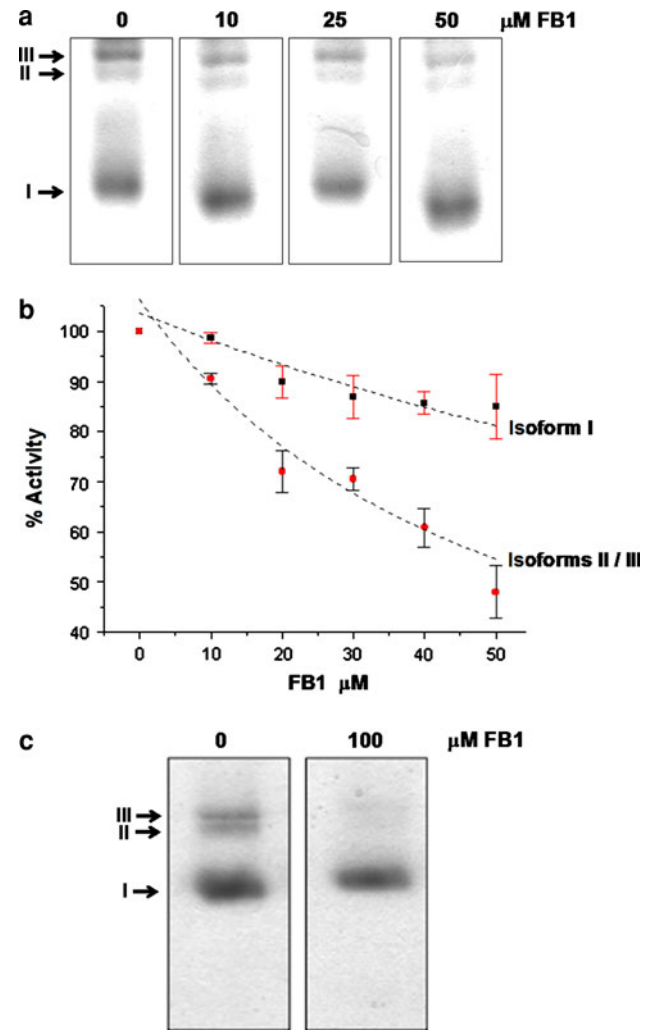 a
0 10 25 50 μM FB1
III
II
I
b
100
90
80
70
60
50
40
% Activity
Isoform I
Isoforms II / III
0 10 20 30 40 50
FB1 μM
c
0 100 μM FB1
III
II
I